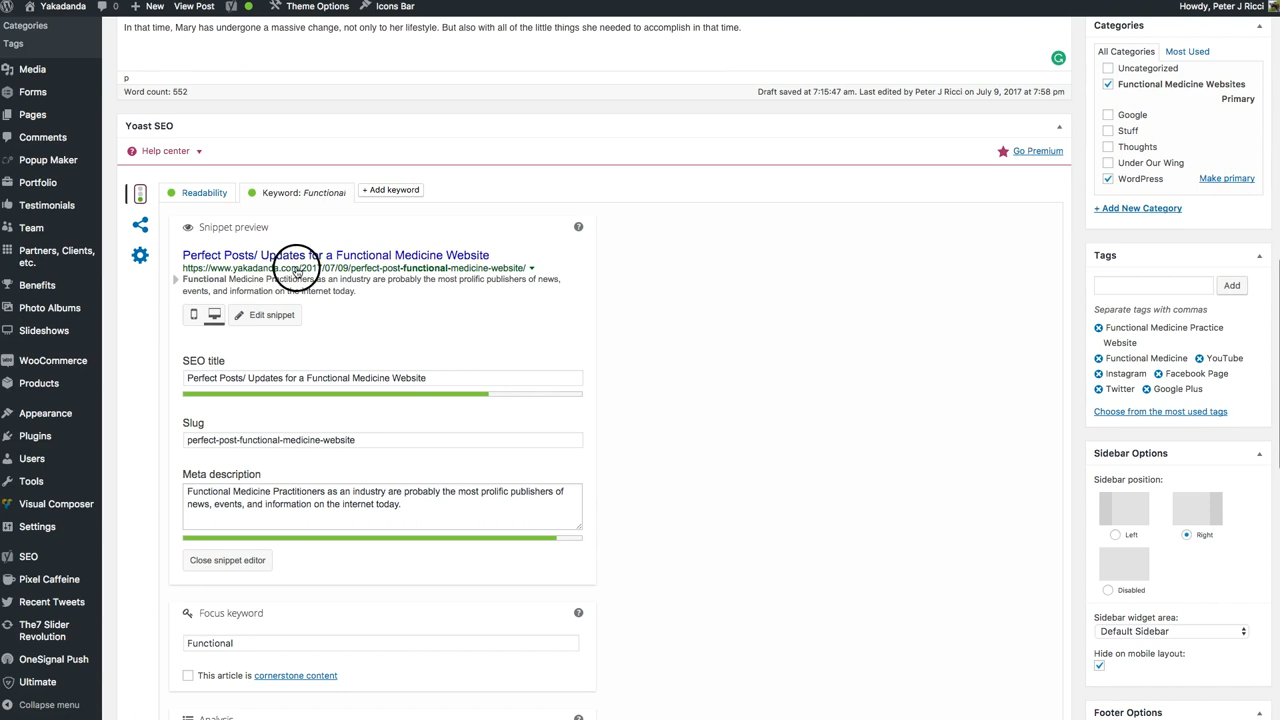 Yakadanda 0 New View Post 0 Theme Options Icons Bar Howdy, Peter J Ricci
Categories
Tags
Media
Forms
Pages
Comments
Popup Maker
Portfolio
Testimonials
Team
Partners, Clients, etc.
Benefits
Photo Albums
Slideshows
WooCommerce
Products
Appearance
Plugins
Users
Tools
Visual Composer
Settings
SEO
Pixel Caffeine
Recent Tweets
The7 Slider
Revolution
OneSignal Push
Ultimate
Collapse menu
In that time, Mary has undergone a massive change, not only to her lifestyle. But also with all of the little things she needed to accomplish in that time.
p
Word count: 552 Draft saved at 7:15:47 am. Last edited by Peter J Ricci on July 9, 2017 at 7:58 pm
Yoast SEO
Help center Go Premium
Readability Keyword: Functional + Add keyword
Snippet preview
Perfect Posts/ Updates for a Functional Medicine Website
https://www.yakadanda.com/2017/07/09/perfect-post-functional-medicine-website/
Functional Medicine Practitioners as an industry are probably the most prolific publishers of news,
events, and information on the internet today.
Edit snippet
SEO title
Perfect Posts/ Updates for a Functional Medicine Website
Slug
perfect-post-functional-medicine-website
Meta description
Functional Medicine Practitioners as an industry are probably the most prolific publishers of
news, events, and information on the internet today.
Close snippet editor
Focus keyword
Functional
This article is cornerstone content
Analysis
Categories
All Categories Most Used
Uncategorized
Functional Medicine Websites
Primary
Google
Stuff
Thoughts
Under Our Wing
WordPress Make primary
+ Add New Category
Tags
Add
Separate tags with commas
Functional Medicine Practice
Website
Functional Medicine YouTube
Instagram Facebook Page
Twitter Google Plus
Choose from the most used tags
Sidebar Options
Sidebar position:
Left Right
Disabled
Sidebar widget area:
Default Sidebar
Hide on mobile layout:
Footer Options